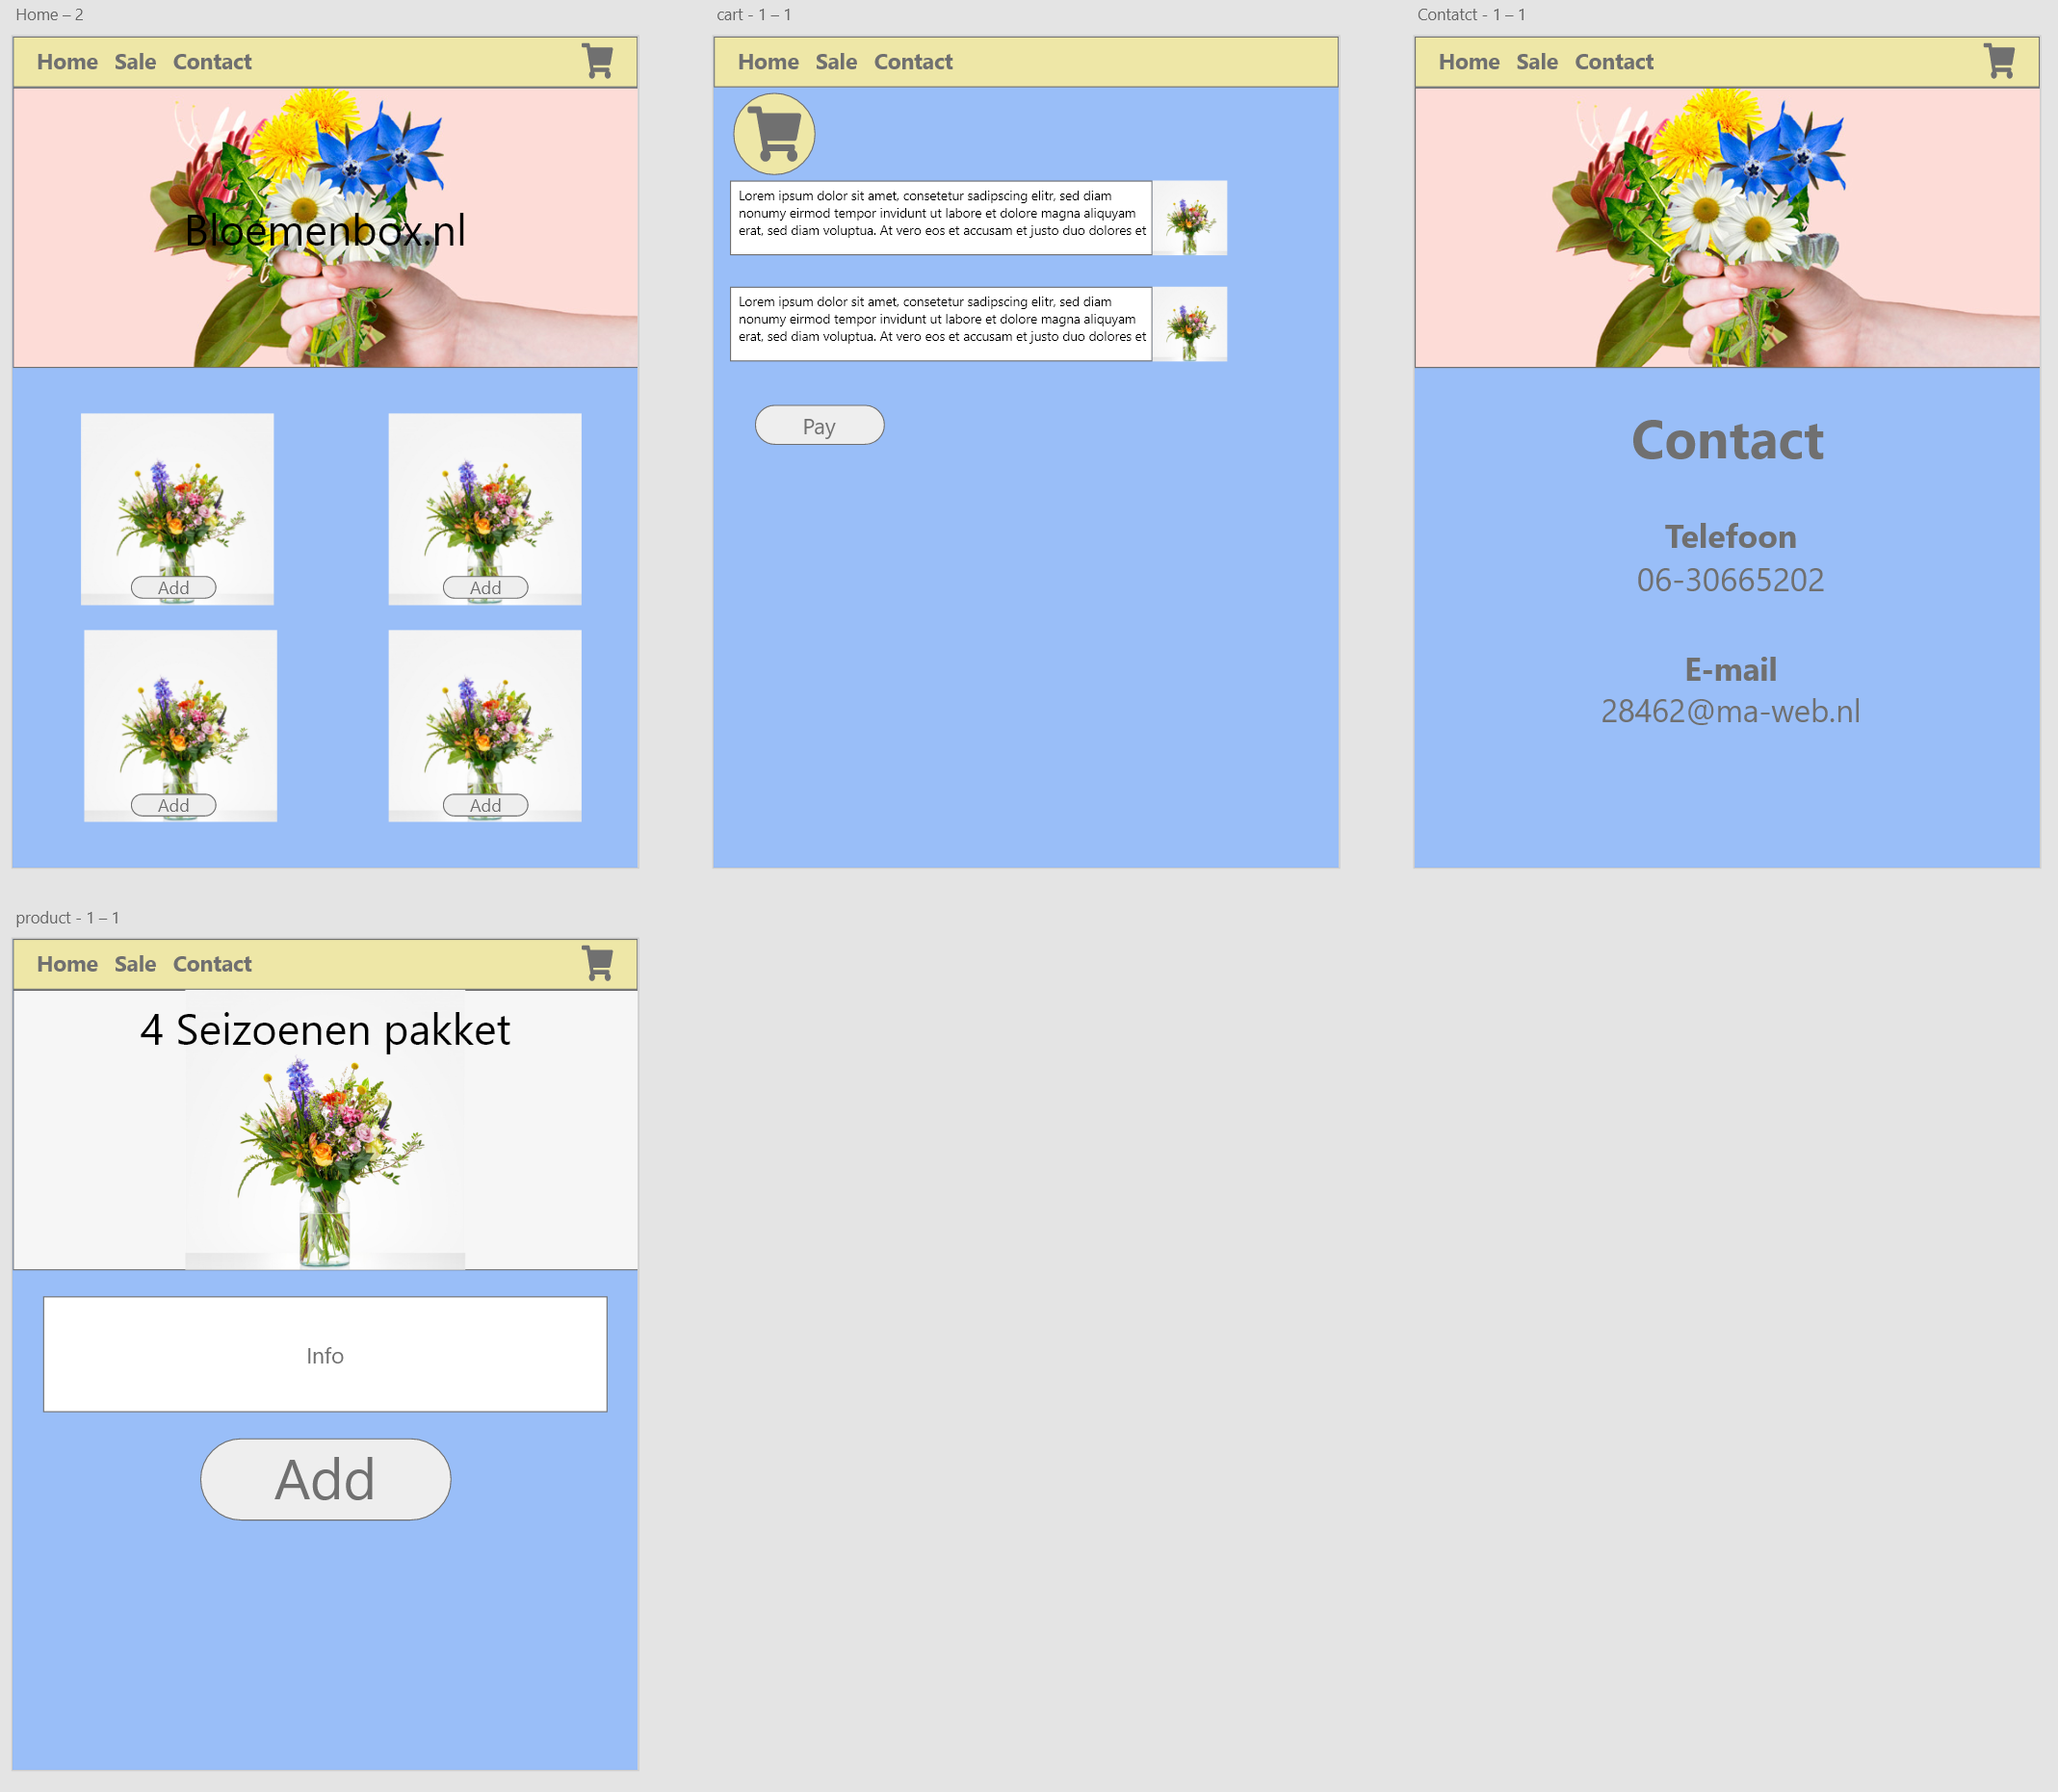 Home – 2
Home Sale Contact
Bloemenbox.nl
Add
Add
Add
Add
cart - 1 – 1
Home Sale Contact
Lorem ipsum dolor sit amet, consetetur sadipscing elitr, sed diam
nonumy eirmod tempor invidunt ut labore et dolore magna aliquyam
erat, sed diam voluptua. At vero eos et accusam et justo duo dolores et
Lorem ipsum dolor sit amet, consetetur sadipscing elitr, sed diam
nonumy eirmod tempor invidunt ut labore et dolore magna aliquyam
erat, sed diam voluptua. At vero eos et accusam et justo duo dolores et
Pay
Contatct - 1 – 1
Home Sale Contact
Contact
Telefoon
06-30665202
E-mail
28462@ma-web.nl
product - 1 – 1
Home Sale Contact
4 Seizoenen pakket
Info
Add